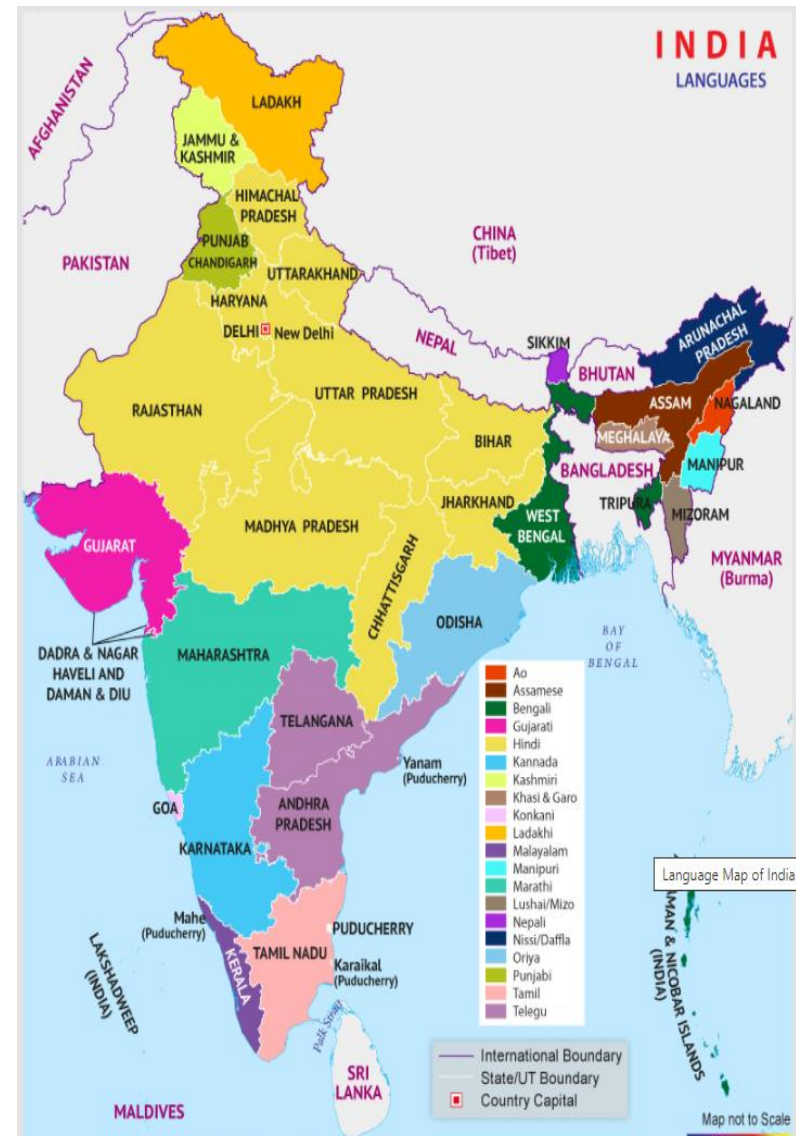 INDIA
LANGUAGES
AFGHANISTAN
LADAKH
JAMMU &
KASHMIR
HIMACHAL
PRADESH
PUNJAB
CHANDIGARH
PAKISTAN
CHINA
(Tibet)
UTTARAKHAND
HARYANA
DELHI
New Delhi
NEPAL
SIKKIM
BHUTAN
ARUNACHAL
PRADESH
RAJASTHAN
UTTAR PRADESH
ASSAM
NAGALAND
BIHAR
MEGHALAYA
BANGLADESH
MANIPUR
JHARKHAND
TRIPURA
MIZORAM
WEST
BENGAL
MADHYA PRADESH
GUJARAT
CHHATTISGARH
MYANMAR
(Burma)
DADRA & NAGAR
HAVELI AND
DAMAN & DIU
MAHARASHTRA
ODISHA
BAY
OF
BENGAL
TELANGANA
ARABIAN
SEA
Yanam
(Puducherry)
GOA
ANDHRA
PRADESH
KARNATAKA
Ao
Assamese
Bengali
Gujarati
Hindi
Kannada
Kashmiri
Khasi & Garo
Konkani
Ladakhi
Malayalam
Manipuri
Marathi
Lushai/Mizo
Nepali
Nissi/Daffla
Oriya
Punjabi
Tamil
Telegu
Language Map of India
AMAN & NICOBAR ISLANDS
(INDIA)
Mahe
(Puducherry)
PUDUCHERRY
TAMIL NADU
Karaikal
(Puducherry)
KERALA
LAKSHADWEEP
(INDIA)
Palk Strait
SRI
LANKA
MALDIVES
International Boundary
State/UT Boundary
Country Capital
Map not to Scale